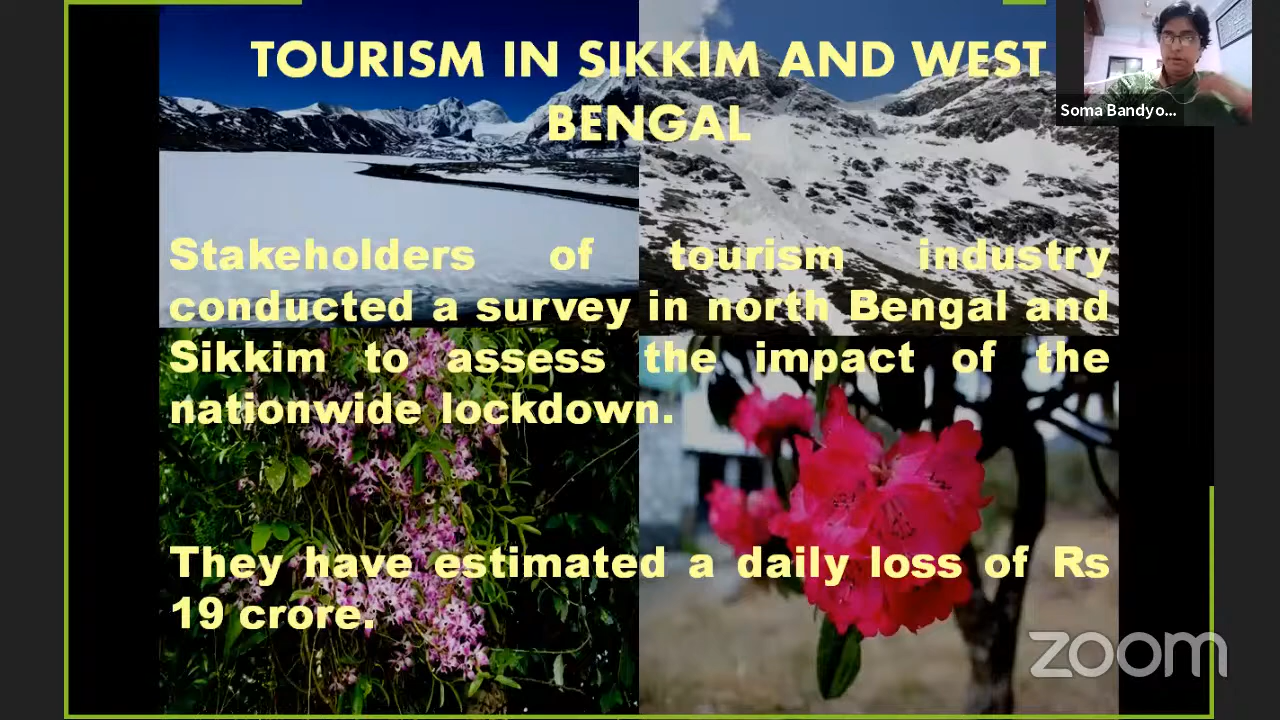 TOURISM IN SIKKIM AND WEST
BENGAL
Soma Bandyo...
Stakeholders of tourism industry
conducted a survey in north Bengal and
Sikkim to assess the impact of the
nationwide lockdown.
They have estimated a daily loss of Rs
19 crore.
zoom